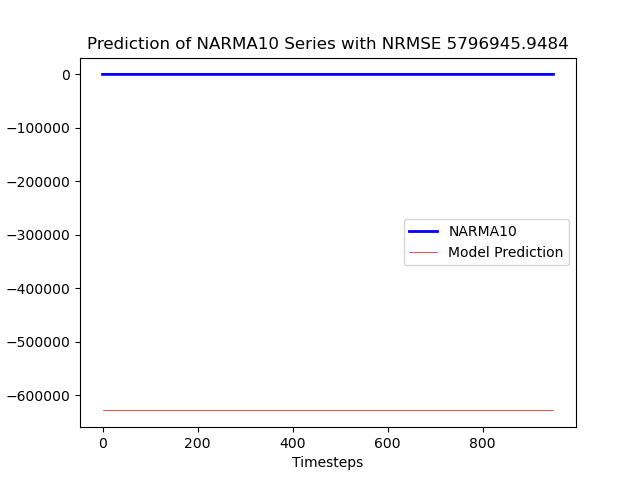 Prediction of NARMA10 Series with NRMSE 5796945.9484
0
−100000
−200000
−300000
−400000
−500000
−600000
NARMA10
Model Prediction
0 200 400 600 800
Timesteps